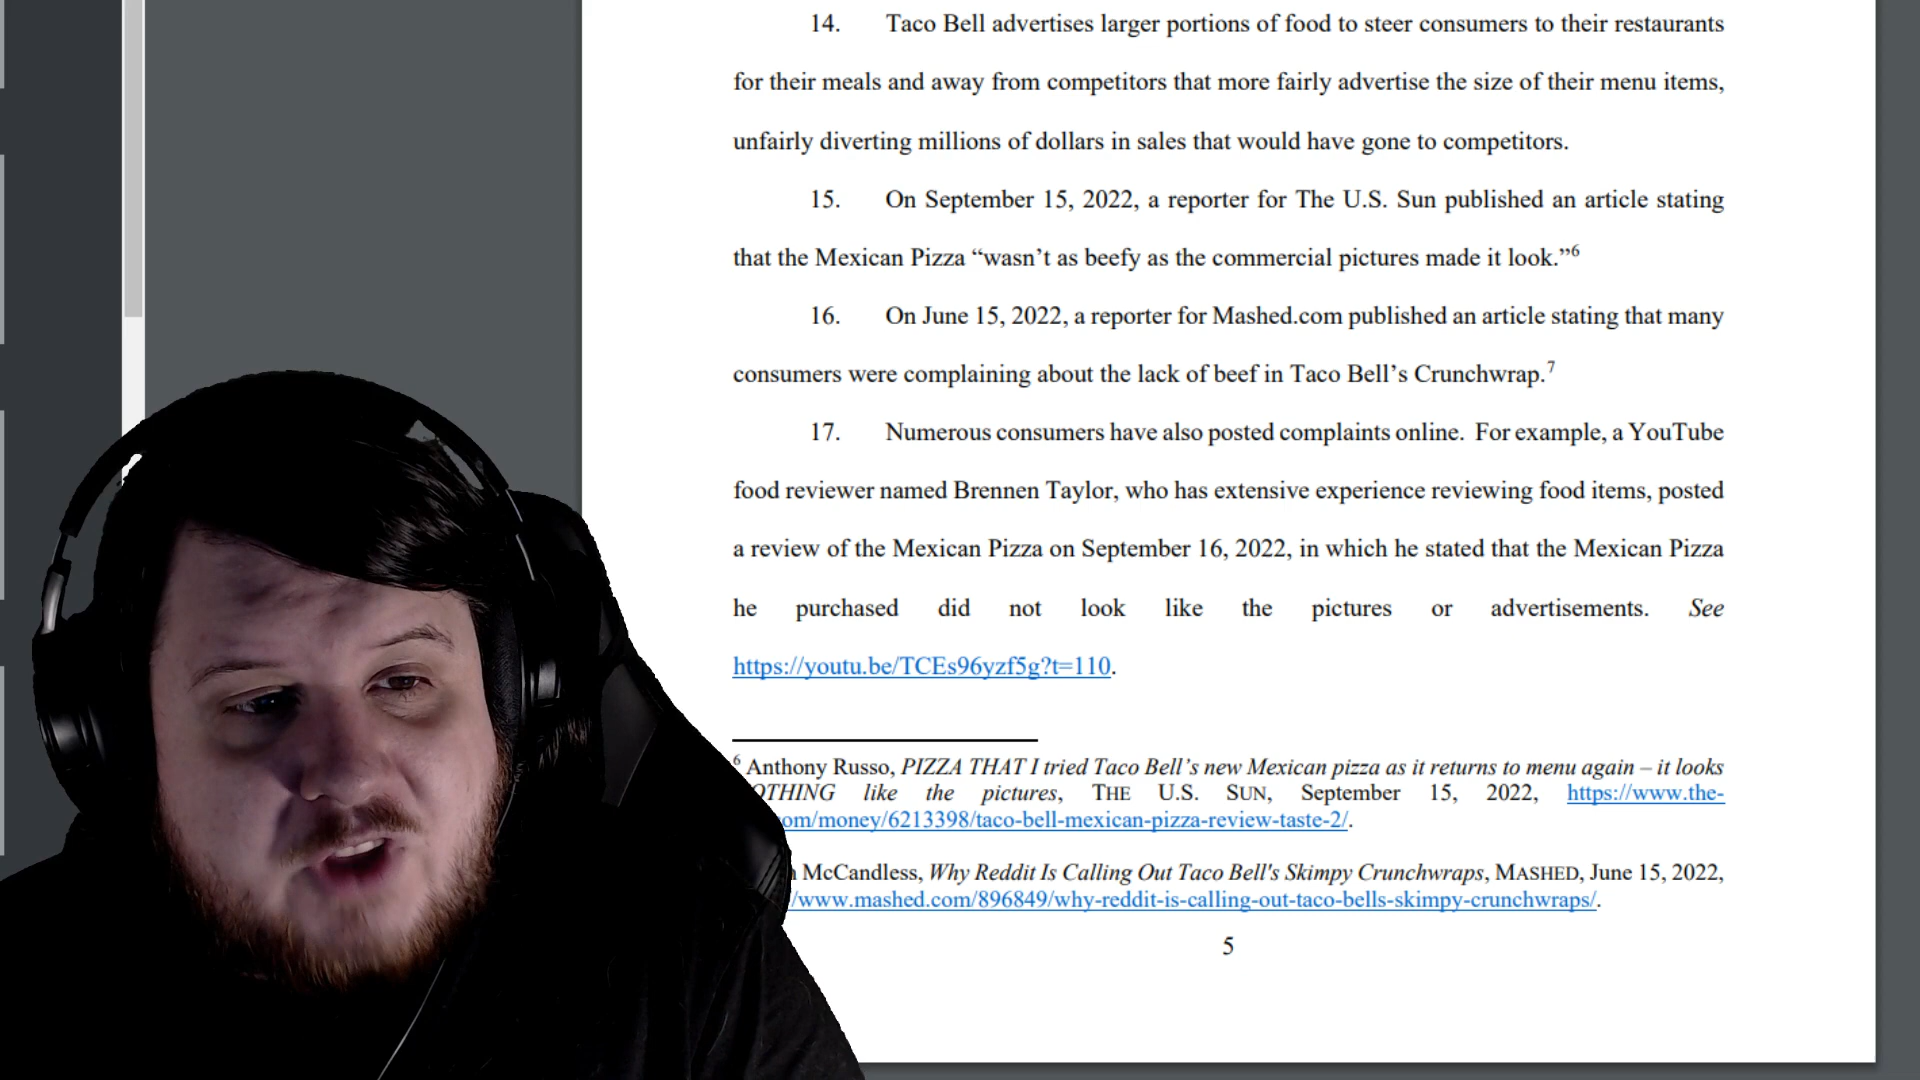 14. Taco Bell advertises larger portions of food to steer consumers to their restaurants
for their meals and away from competitors that more fairly advertise the size of their menu items,
unfairly diverting millions of dollars in sales that would have gone to competitors.
15. On September 15, 2022, a reporter for The U.S. Sun published an article stating
that the Mexican Pizza “wasn’t as beefy as the commercial pictures made it look.”6
16. On June 15, 2022, a reporter for Mashed.com published an article stating that many
consumers were complaining about the lack of beef in Taco Bell’s Crunchwrap.7
17. Numerous consumers have also posted complaints online. For example, a YouTube
food reviewer named Brennen Taylor, who has extensive experience reviewing food items, posted
a review of the Mexican Pizza on September 16, 2022, in which he stated that the Mexican Pizza
he purchased did not look like the pictures or advertisements. See
https://youtu.be/TCEs96yzf5g?t=110.
6 Anthony Russo, PIZZA THAT I tried Taco Bell’s new Mexican pizza as it returns to menu again – it looks
OTHING like the pictures, THE U.S. SUN, September 15, 2022, https://www.the-
om/money/6213398/taco-bell-mexican-pizza-review-taste-2/.
McCandless, Why Reddit Is Calling Out Taco Bell's Skimpy Crunchwraps, MASHED, June 15, 2022,
/www.mashed.com/896849/why-reddit-is-calling-out-taco-bells-skimpy-crunchwraps/.
5